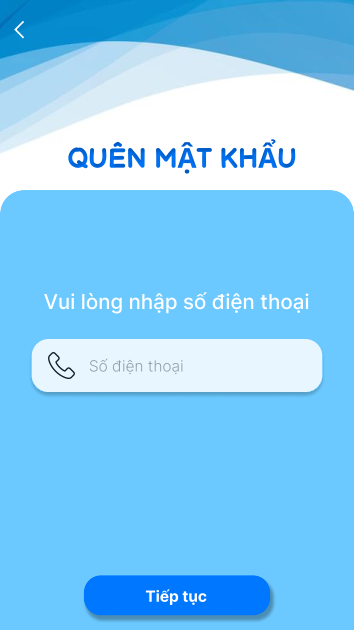 QUÊN MẬT KHẨU
Vui lòng nhập số điện thoại
Số điện thoại
Tiếp tục